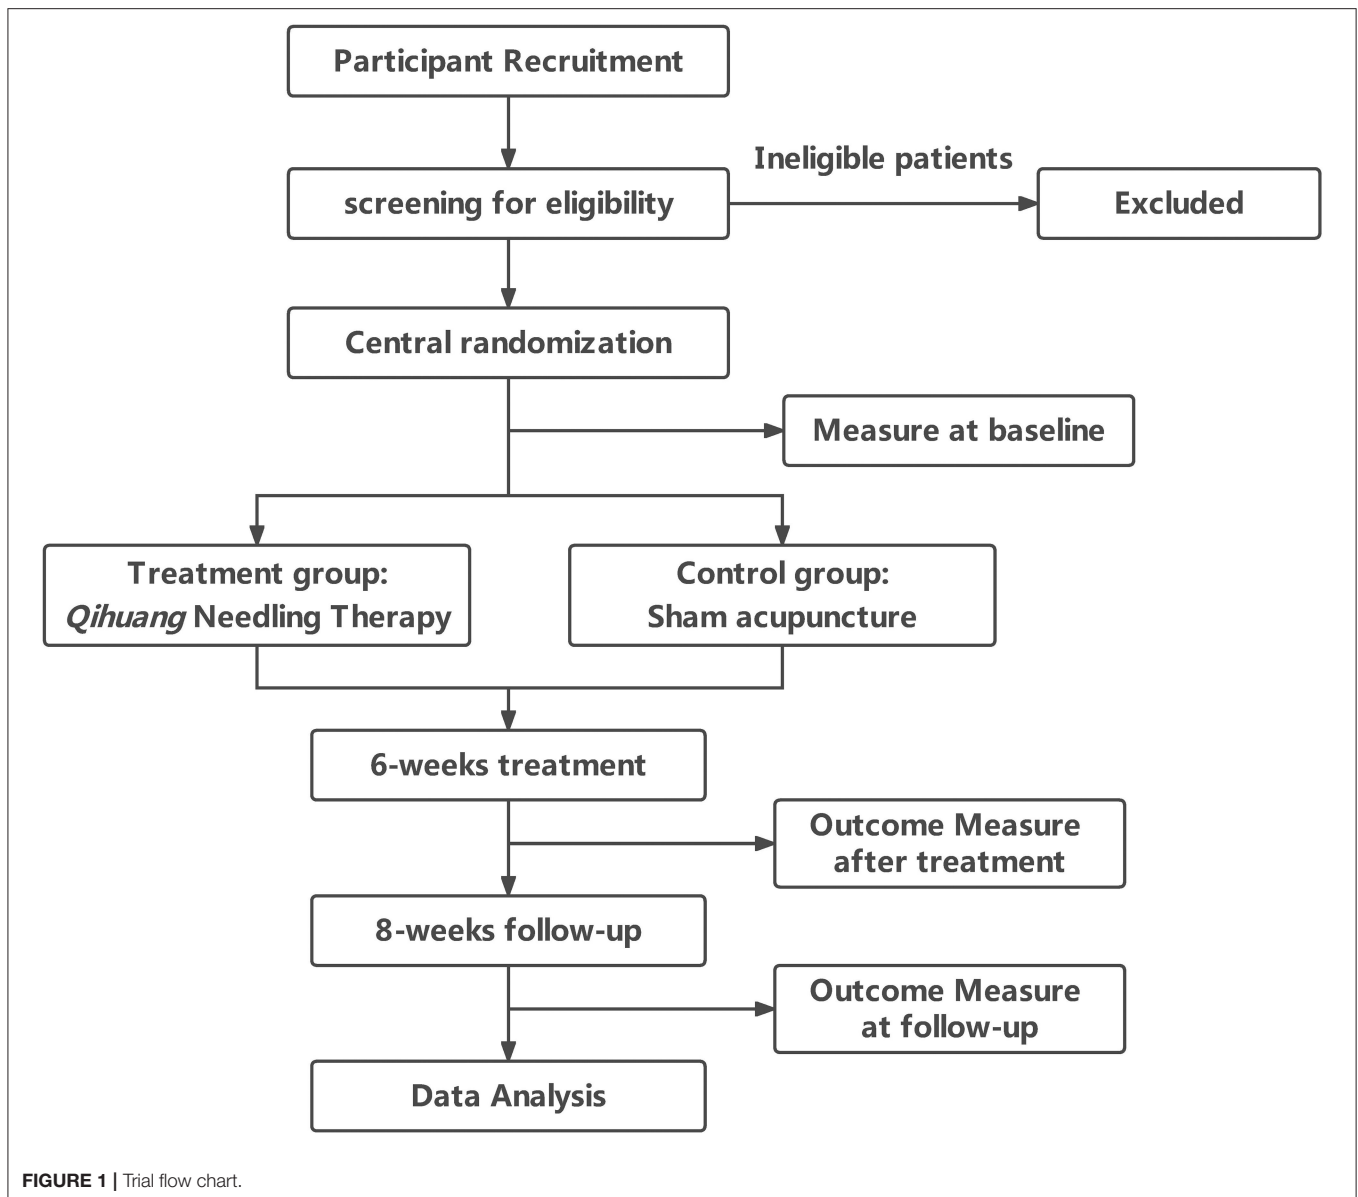 Participant Recruitment
Ineligible patients
screening for eligibility
Excluded
Central randomization
Measure at baseline
Treatment group:
Qihuang Needling Therapy
Control group:
Sham acupuncture
6-weeks treatment
Outcome Measure
after treatment
8-weeks follow-up
Outcome Measure
at follow-up
Data Analysis
FIGURE 1 | Trial flow chart.